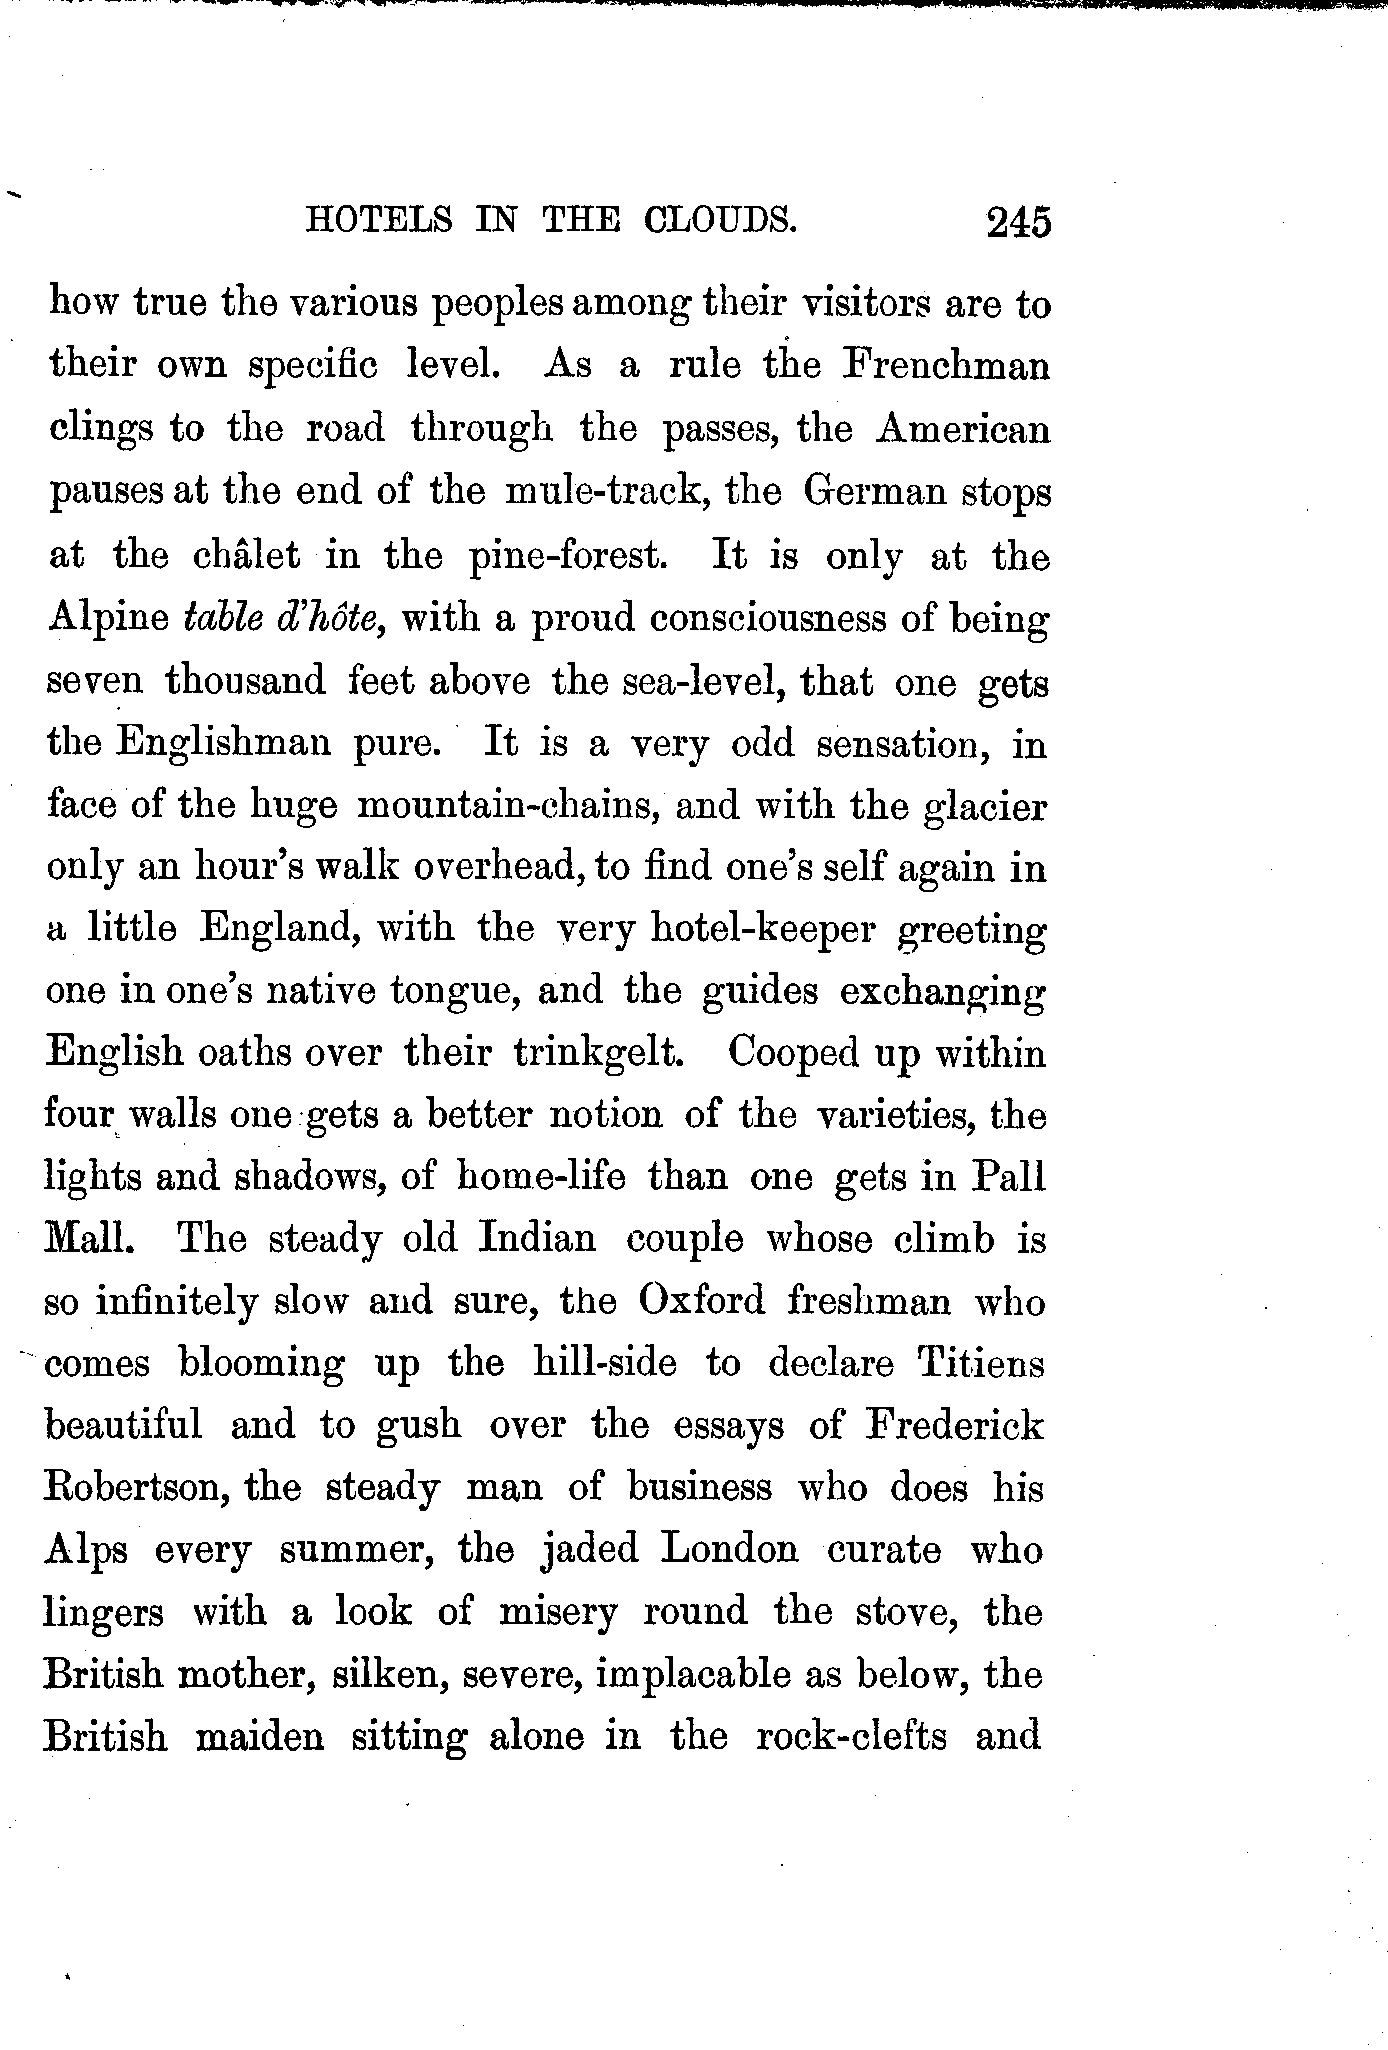 HOTELS IN THE CLOUDS. 245
how true the various peoples among their visitors are to
their own specific level. As a rule the Frenchman
clings to the road through the passes, the American
pauses at the end of the mule-track, the German stops
at the châlet in the pine-forest. It is only at the
Alpine table d'hôte, with a proud consciousness of being
seven thousand feet above the sea-level, that one gets
the Englishman pure. It is a very odd sensation, in
face of the huge mountain-chains, and with the glacier
only an hour's walk overhead, to find one's self again in
a little England, with the very hotel-keeper greeting
one in one's native tongue, and the guides exchanging
English oaths over their trinkgelt. Cooped up within
four walls one gets a better notion of the varieties, the
lights and shadows, of home-life than one gets in Pall
Mall. The steady old Indian couple whose climb is
so infinitely slow and sure, the Oxford freshman who
comes blooming up the hill-side to declare Titiens
beautiful and to gush over the essays of Frederick
Robertson, the steady man of business who does his
Alps every summer, the jaded London curate who
lingers with a look of misery round the stove, the
British mother, silken, severe, implacable as below, the
British maiden sitting alone in the rock-clefts and